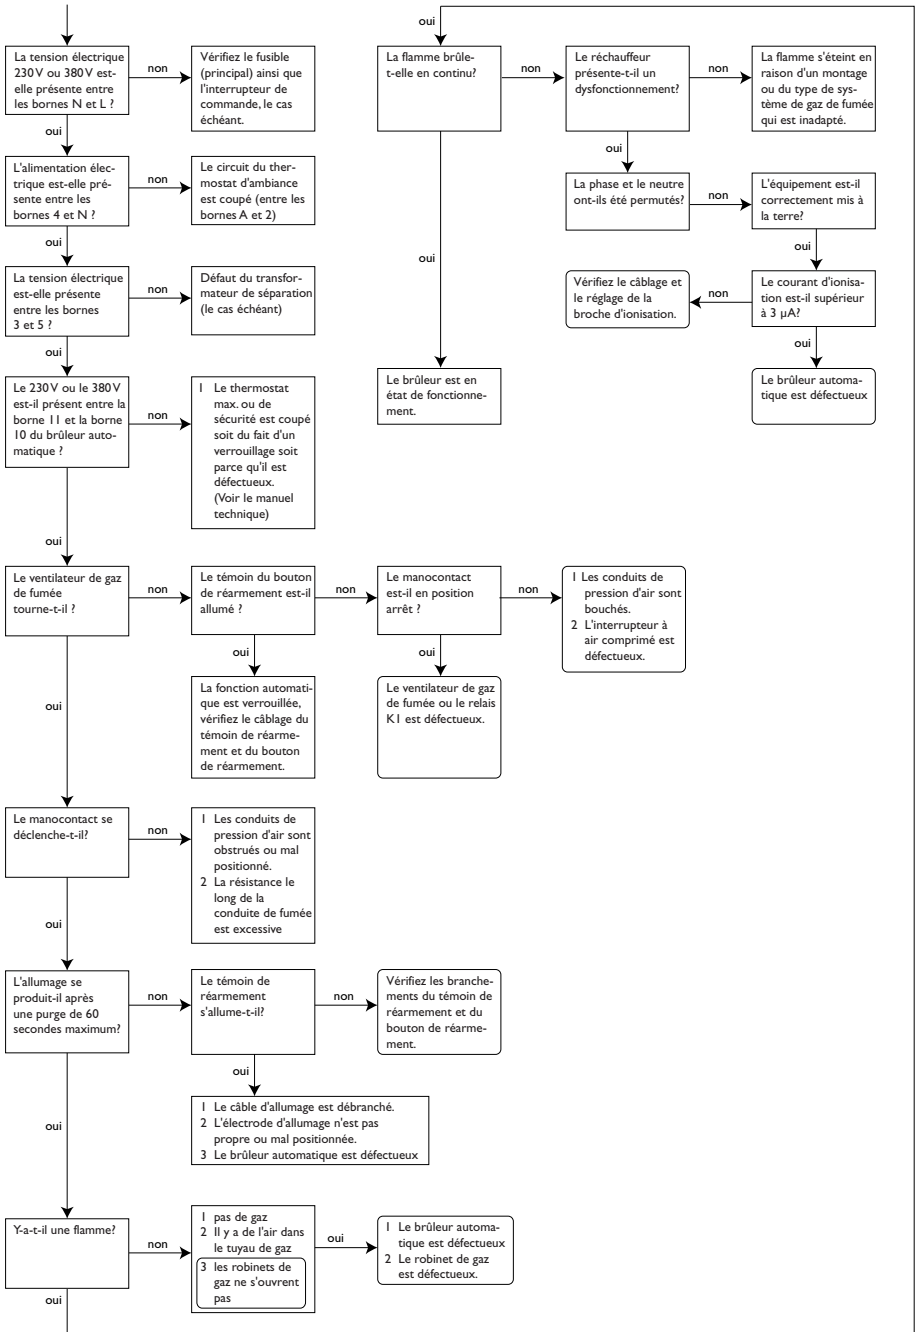 La tension électrique
230 V ou 380 V est-
elle présente entre
les bornes N et L ?
non
Vérifiez le fusible
(principal) ainsi que
l'interrupteur de
commande, le cas
échéant.
oui
L'alimentation élec-
trique est-elle pré-
sente entre les
bornes 4 et N ?
non
Le circuit du ther-
mostat d'ambiance
est coupé (entre les
bornes A et 2)
oui
La tension électrique
est-elle présente
entre les bornes
3 et 5 ?
non
Défaut du transfor-
mateur de séparation
(le cas échéant)
oui
Le 230 V ou le 380 V
est-il présent entre la
borne 11 et la borne
10 du brûleur auto-
matique ?
non
1 Le thermostat
max. ou de
sécurité est coupé
soit du fait d'un
verrouillage soit
parce qu'il est
défectueux.
(Voir le manuel
technique)
oui
Le ventilateur de gaz
de fumée
tourne-t-il ?
non
Le témoin du bouton
de réarmement est-il
allumé ?
non
Le manocontact
est-il en position
arrêt ?
non
1 Les conduits de
pression d'air sont
bouchés.
2 L'interrupteur à
air comprimé est
défectueux.
oui
La fonction automati-
que est verrouillée,
vérifiez le câblage du
témoin de réarme-
ment et du bouton
de réarmement.
oui
Le ventilateur de gaz
de fumée ou le relais
K1 est défectueux.
oui
Le manocontact se
déclenche-t-il?
non
1 Les conduits de
pression d'air sont
obstrués ou mal
positionné.
2 La résistance le
long de la
conduite de fumée
est excessive
oui
L'allumage se
produit-il après
une purge de 60
secondes maximum?
non
Le témoin de
réarmement
s'allume-t-il?
non
Vérifiez les branche-
ments du témoin de
réarmement et du
bouton de réarme-
ment.
oui
1 Le câble d'allumage est débranché.
2 L'électrode d'allumage n'est pas
propre ou mal positionnée.
3 Le brûleur automatique est défectueux
oui
Y-a-t-il une flamme?
non
1 pas de gaz
2 Il y a de l'air dans
le tuyau de gaz
3 les robinets de
gaz ne s'ouvrent
pas
oui
1 Le brûleur automa-
tique est défectueux
2 Le robinet de gaz
est défectueux.
oui
oui
La flamme brûle-
t-elle en continu?
non
Le réchauffeur
présente-t-il un
dysfonctionnement?
non
La flamme s'éteint en
raison d'un montage
ou du type de sys-
tème de gaz de fumée
qui est inadapté.
oui
La phase et le neutre
ont-ils été permutés?
non
L'équipement est-il
correctement mis à
la terre?
oui
Le courant d'ionisa-
tion est-il supérieur
à 3 µA?
non
Vérifiez le câblage et
le réglage de la
broche d'ionisation.
oui
Le brûleur automa-
tique est défectueux
oui
Le brûleur est en
état de fonctionne-
ment.